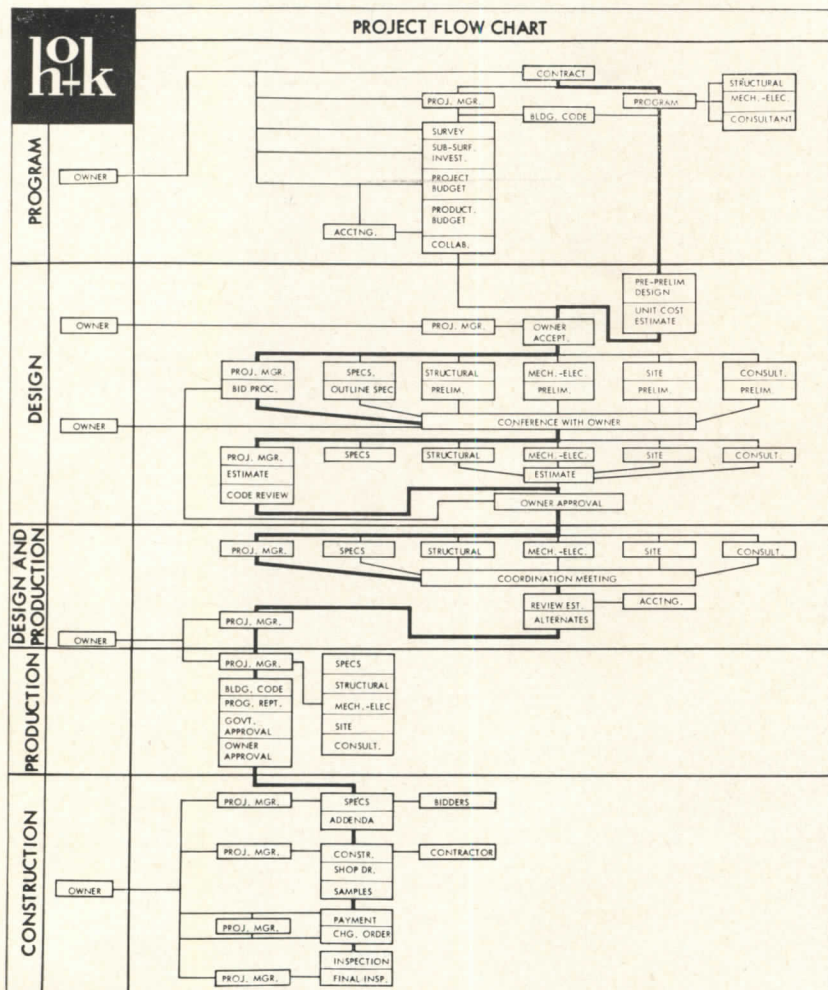 hok
PROJECT FLOW CHART
PROGRAM
OWNER
CONTRACT
PROJ. MGR.
PROGRAM
STRUCTURAL
MECH.-ELEC.
CONSULTANT
BLDG. CODE
SURVEY
SUB-SURF.
INVEST.
PROJECT
BUDGET
PRODUCT.
BUDGET
ACCTNG.
COLLAB.
DESIGN
PRE-PRELIM
DESIGN
UNIT COST
ESTIMATE
OWNER
PROJ. MGR.
OWNER
ACCEPT.
PROJ. MGR.
SPECS.
STRUCTURAL
MECH.-ELEC.
SITE
CONSULT.
BID PROC.
OUTLINE SPEC
PRELIM.
PRELIM.
PRELIM.
PRELIM.
OWNER
CONFERENCE WITH OWNER
PROJ. MGR.
SPECS
STRUCTURAL
MECH.-ELEC.
SITE
CONSULT.
ESTIMATE
ESTIMATE
CODE REVIEW
OWNER APPROVAL
DESIGN AND
PRODUCTION
PROJ. MGR.
SPECS
STRUCTURAL
MECH.-ELEC.
SITE
CONSULT.
COORDINATION MEETING
REVIEW EST.
ALTERNATES
ACCTNG.
PROJ. MGR.
OWNER
PRODUCTION
PROJ. MGR.
SPECS
STRUCTURAL
MECH.-ELEC.
SITE
CONSULT.
BLDG. CODE
PROG. REPT.
GOVT.
APPROVAL
OWNER
APPROVAL
CONSTRUCTION
PROJ. MGR.
SPECS
BIDDERS
ADDENDA
PROJ. MGR.
CONSTR.
CONTRACTOR
SHOP DR.
SAMPLES
OWNER
PROJ. MGR.
PAYMENT
CHG. ORDER
INSPECTION
PROJ. MGR.
FINAL INSP.